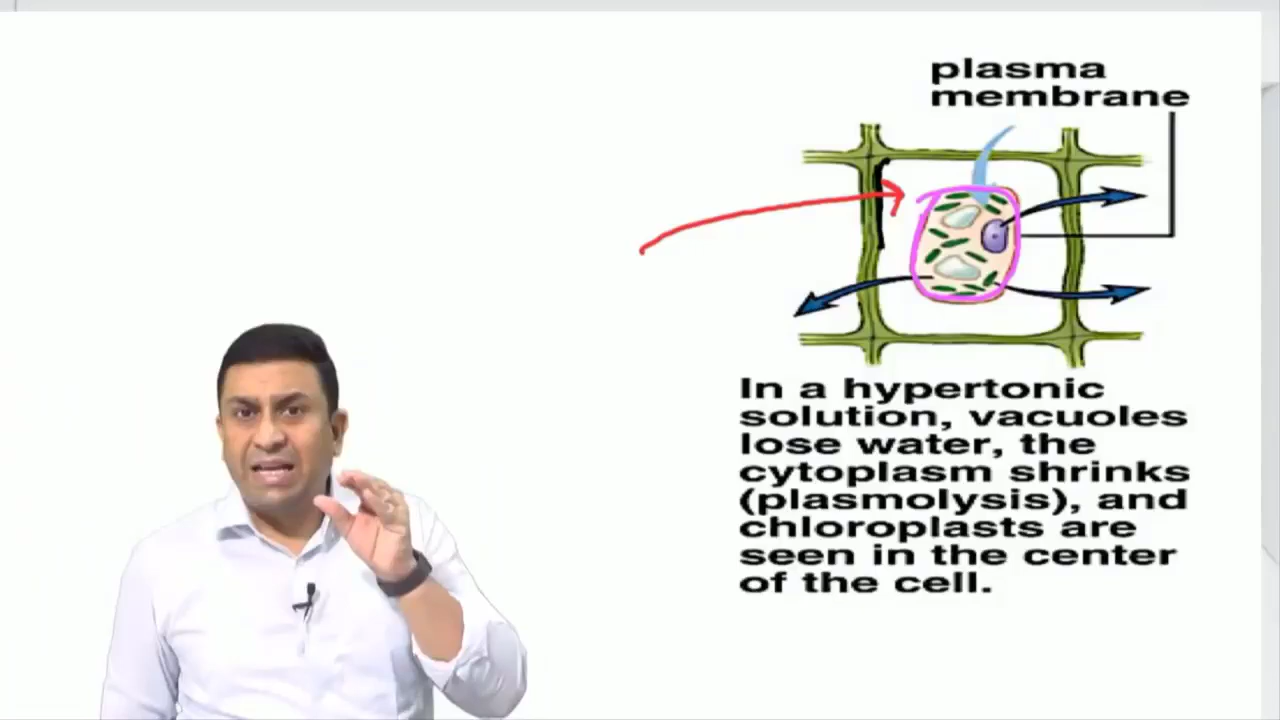 plasma
membrane
In a hypertonic
solution, vacuoles
lose water, the
cytoplasm shrinks
(plasmolysis), and
chloroplasts are
seen in the center
of the cell.